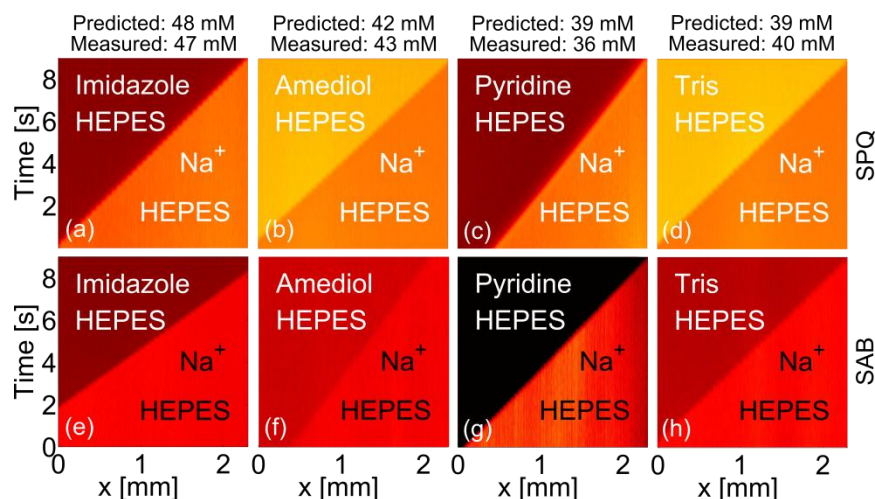 Predicted: 48 mM Predicted: 42 mM Predicted: 39 mM Predicted: 39 mM
Measured: 47 mM Measured: 43 mM Measured: 36 mM Measured: 40 mM
Time [s]
8
6
4
2
Imidazole
HEPES
Na+
HEPES
(a)
Amediol
HEPES
Na+
HEPES
(b)
Pyridine
HEPES
Na+
HEPES
(c)
Tris
HEPES
Na+
HEPES
(d)
SPQ
Time [s]
8
6
4
2
0
Imidazole
HEPES
Na+
HEPES
(e)
Amediol
HEPES
Na+
HEPES
(f)
Pyridine
HEPES
Na+
HEPES
(g)
Tris
HEPES
Na+
HEPES
(h)
SAB
0 1 2 0 1 2 0 1 2 0 1 2
x [mm] x [mm] x [mm] x [mm]